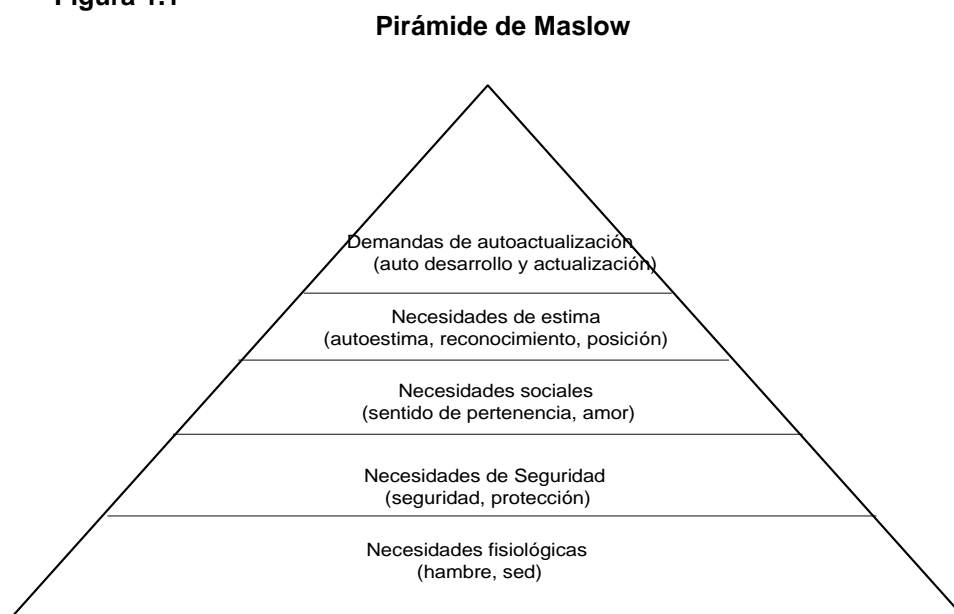 Figura 1.1
Pirámide de Maslow
Demandas de autoactualización
(auto desarrollo y actualización)
Necesidades de estima
(autoestima, reconocimiento, posición)
Necesidades sociales
(sentido de pertenencia, amor)
Necesidades de Seguridad
(seguridad, protección)
Necesidades fisiológicas
(hambre, sed)